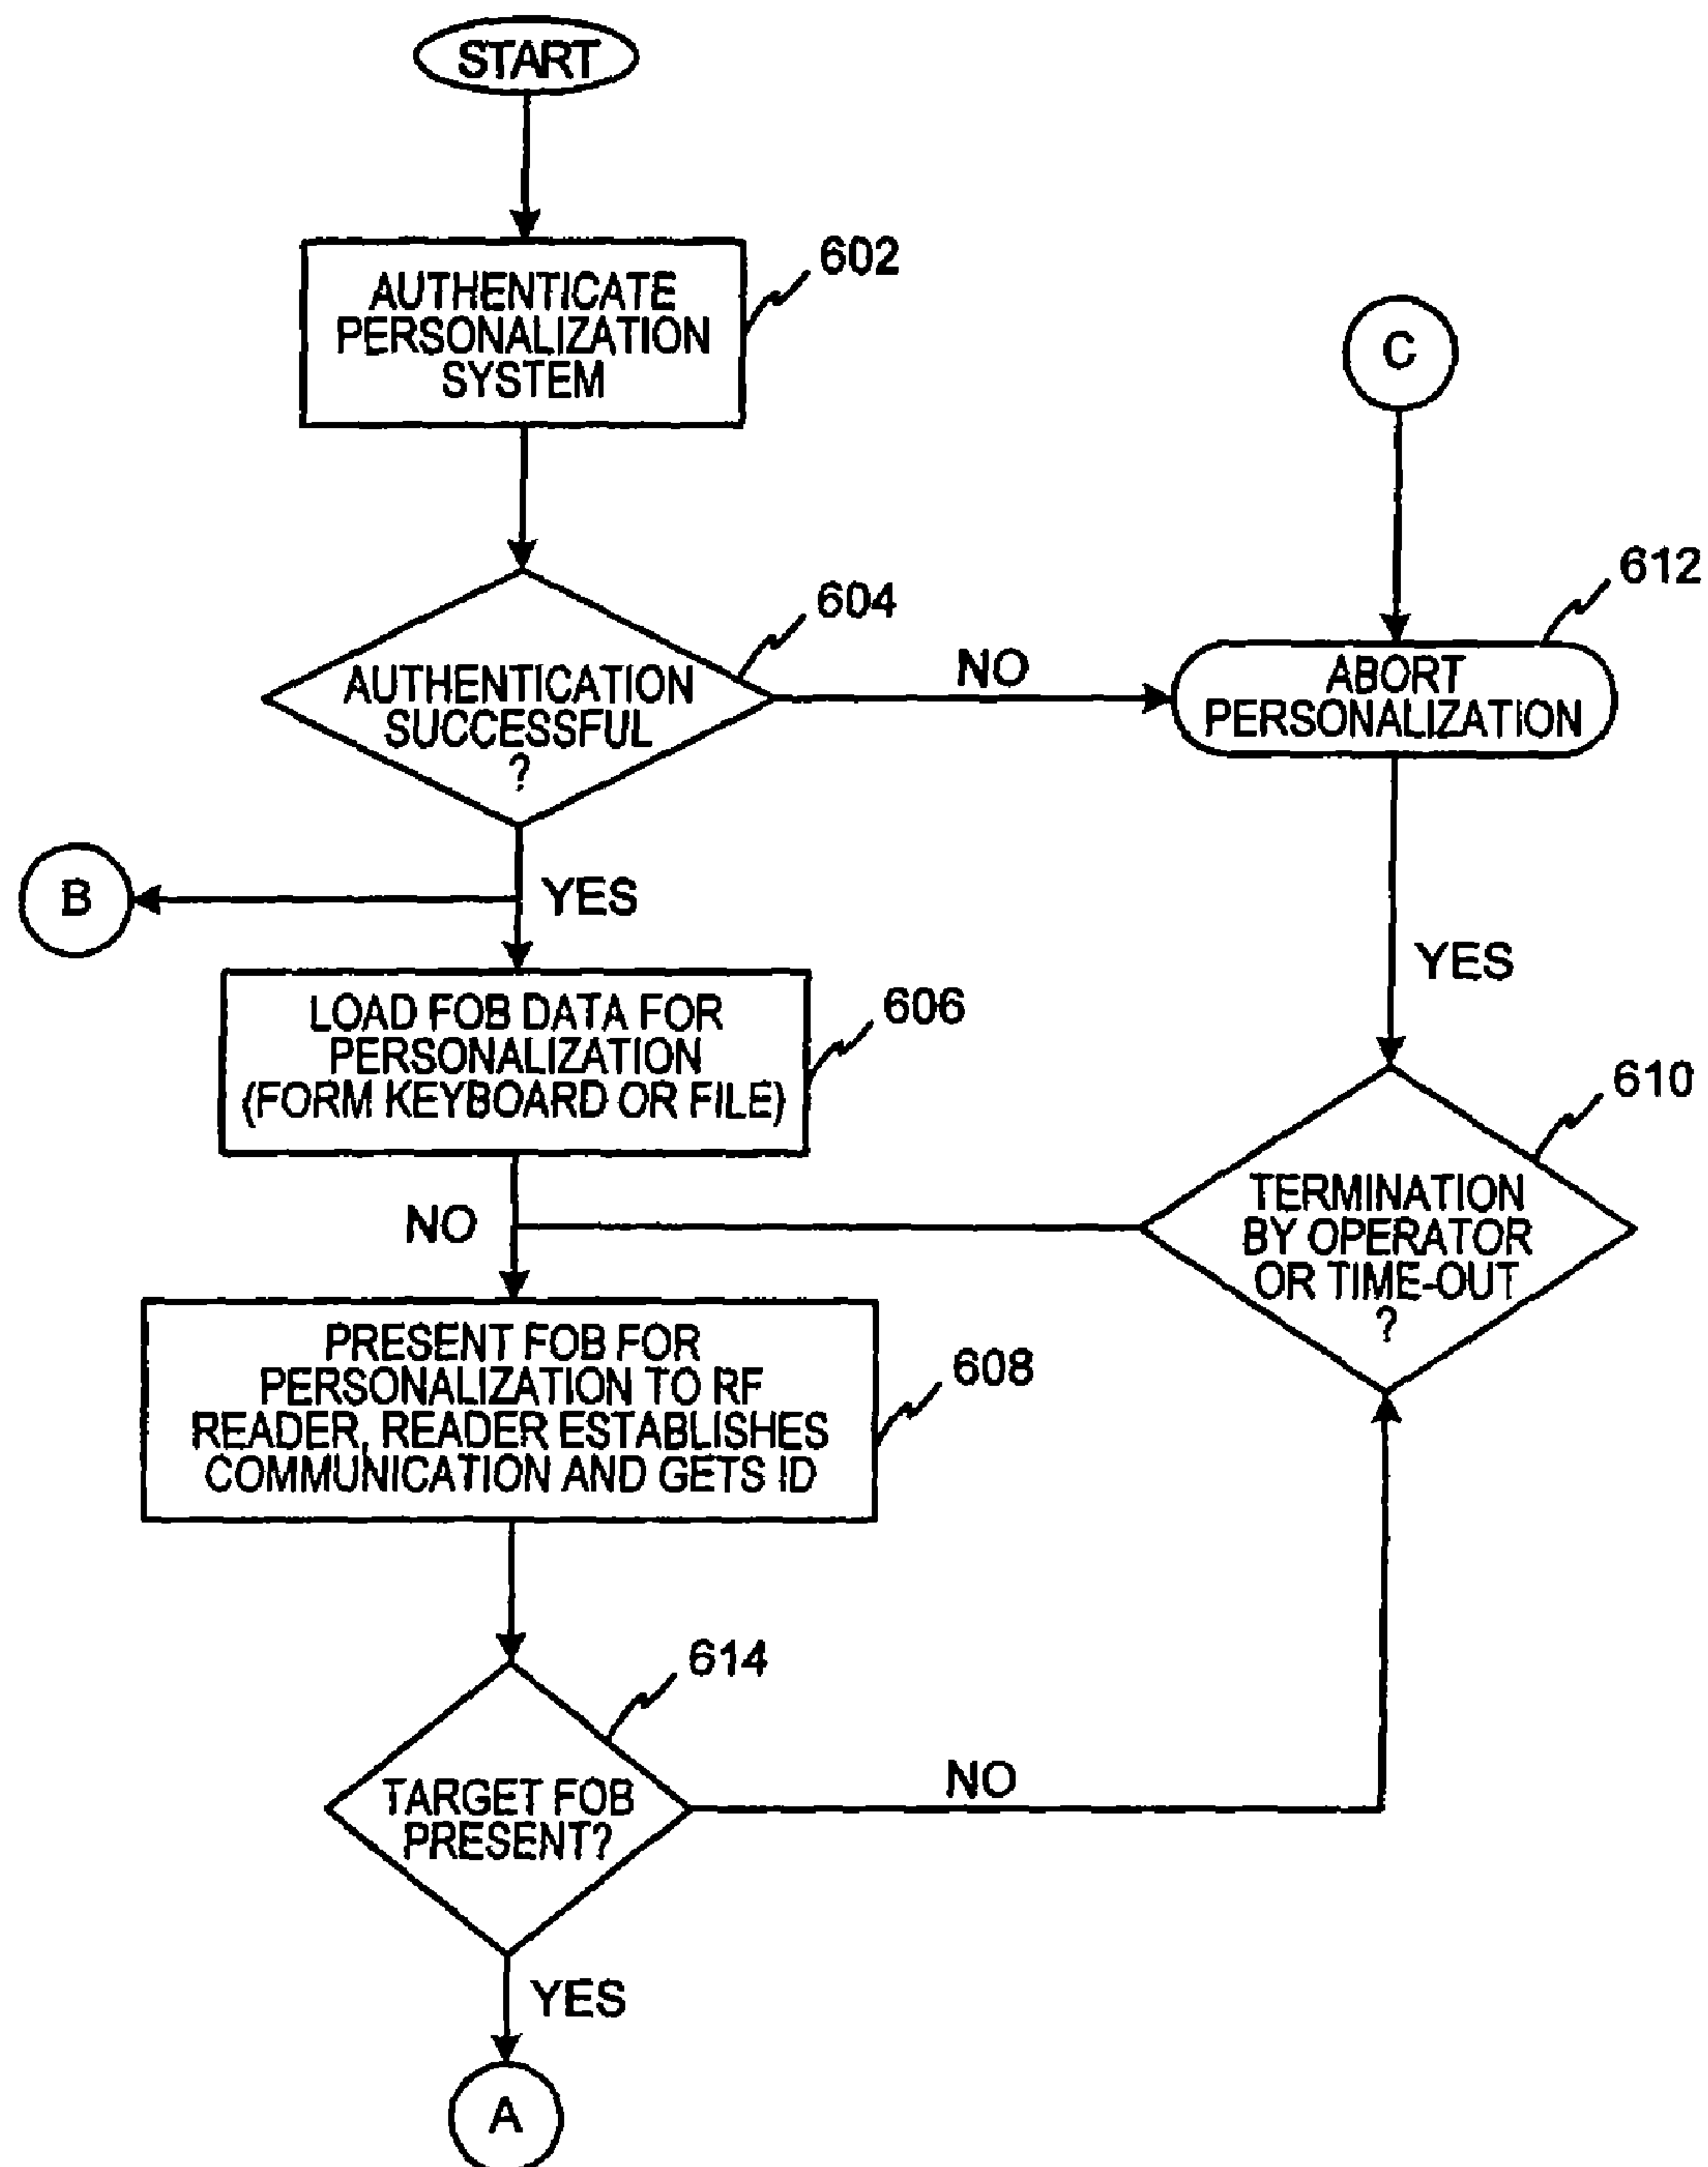 START
602
AUTHENTICATE
PERSONALIZATION
SYSTEM
C
604
612
AUTHENTICATION
SUCCESSFUL
?
NO
ABORT
PERSONALIZATION
B
YES
YES
606
LOAD FOB DATA FOR
PERSONALIZATION
(FORM KEYBOARD OR FILE)
610
NO
TERMINATION
BY OPERATOR
OR TIME-OUT
?
608
PRESENT FOB FOR
PERSONALIZATION TO RF
READER, READER ESTABLISHES
COMMUNICATION AND GETS ID
614
TARGET FOB
PRESENT?
NO
YES
A